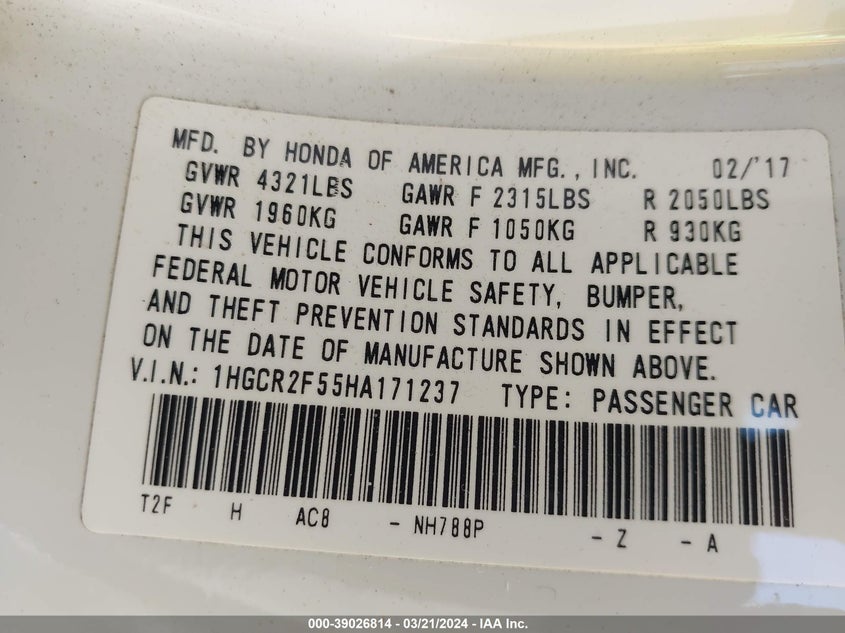 MFD. BY HONDA OF AMERICA MFG., INC. 02/'17
GVWR 4321LBS GAWR F 2315LBS R 2050LBS
GVWR 1960KG GAWR F 1050KG R 930KG
THIS VEHICLE CONFORMS TO ALL APPLICABLE
FEDERAL MOTOR VEHICLE SAFETY, BUMPER,
AND THEFT PREVENTION STANDARDS IN EFFECT
ON THE DATE OF MANUFACTURE SHOWN ABOVE.
V.I.N.: 1HGCR2F55HA171237 TYPE: PASSENGER CAR
T2F H AC8 - NH788P - Z - A
000-39026814 - 03/21/2024 - IAA Inc.